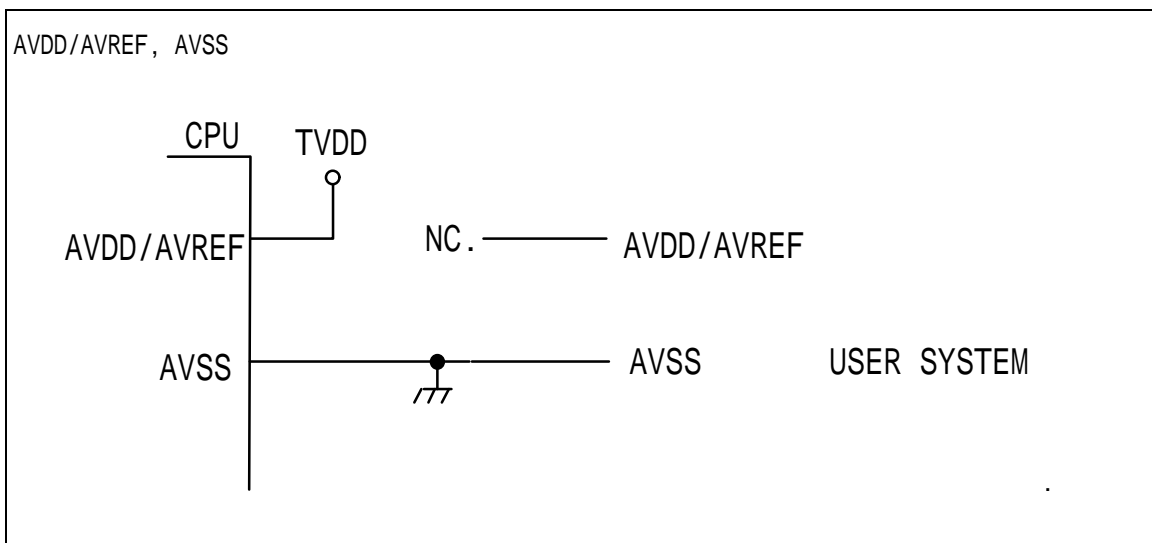 AVDD/AVREF, AVSS
CPU
TVDD
AVDD/AVREF
NC.
AVDD/AVREF
AVSS
AVSS
USER SYSTEM
.